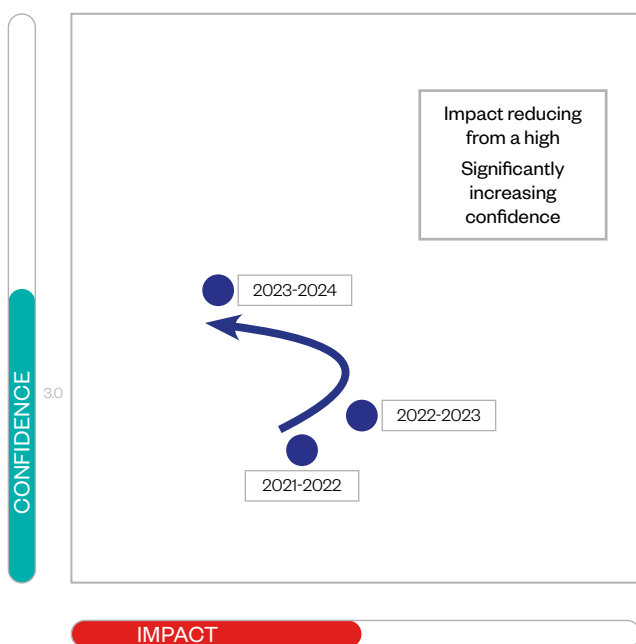 Impact reducing
from a high
Significantly
increasing
confidence
2023-2024
3.0
2022-2023
2021-2022
CONFIDENCE
IMPACT